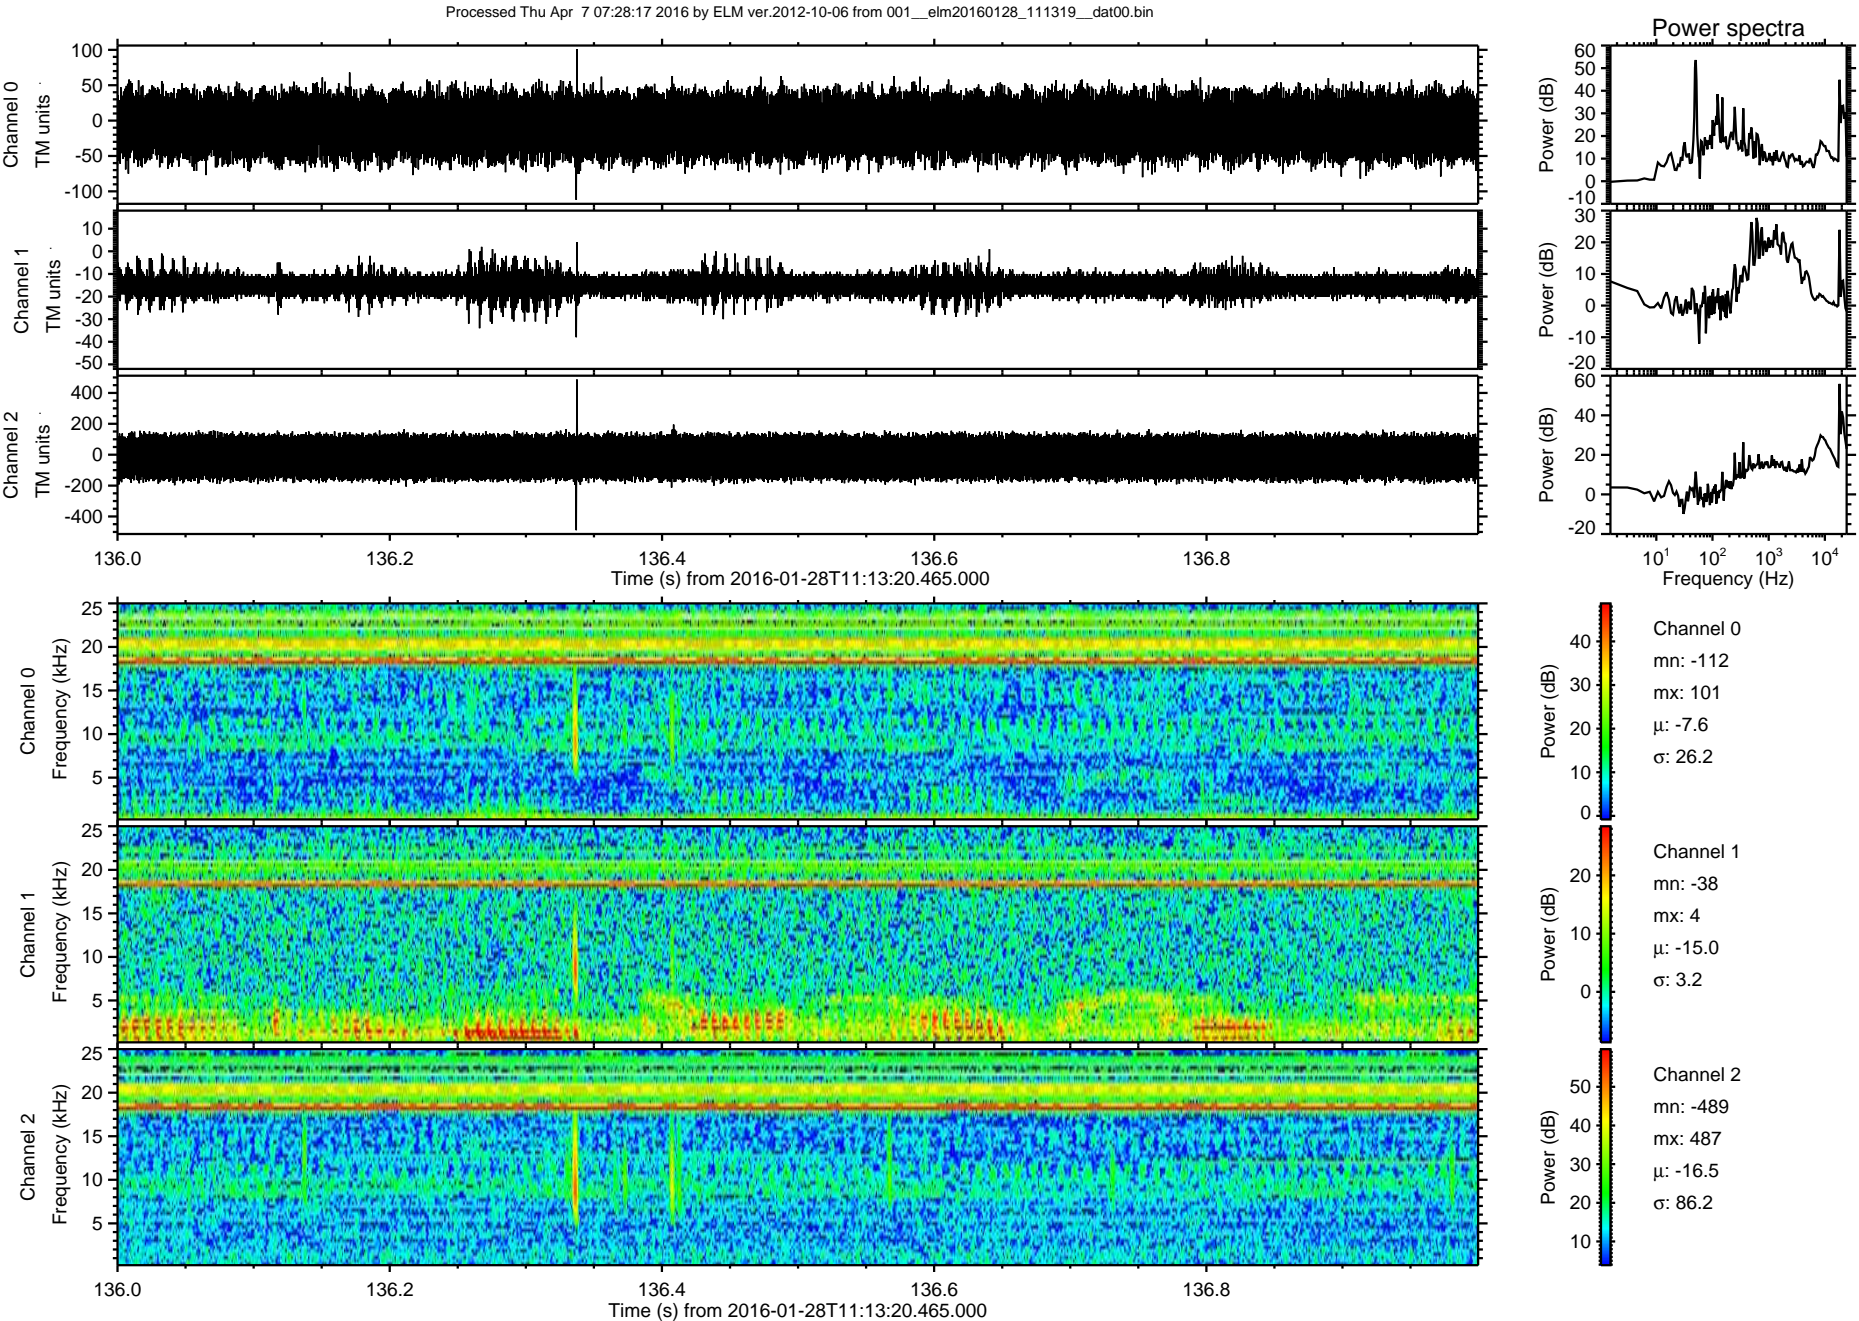 Processed Thu Apr  7 07:28:17 2016 by ELM ver.2012-10-06 from 001__elm20160128_111319__dat00.bin
Power spectra
Channel 0
TM units
100
50
0
-50
-100
Power (dB)
60
50
40
30
20
10
0
-10
Channel 1
TM units
10
0
-10
-20
-30
-40
-50
Power (dB)
30
20
10
0
-10
-20
Channel 2
TM units
400
200
0
-200
-400
Power (dB)
60
40
20
0
-20
136.0 136.2 136.4 136.6 136.8
Time (s) from 2016-01-28T11:13:20.465.000
10¹ 10² 10³ 10⁴
Frequency (Hz)
Channel 0
Frequency (kHz)
25
20
15
10
5
Power (dB)
40
30
20
10
0
Channel 0
mn: -112
mx: 101
μ: -7.6
σ: 26.2
Channel 1
Frequency (kHz)
25
20
15
10
5
Power (dB)
20
10
0
Channel 1
mn: -38
mx: 4
μ: -15.0
σ: 3.2
Channel 2
Frequency (kHz)
25
20
15
10
5
Power (dB)
50
40
30
20
10
Channel 2
mn: -489
mx: 487
μ: -16.5
σ: 86.2
136.0 136.2 136.4 136.6 136.8
Time (s) from 2016-01-28T11:13:20.465.000